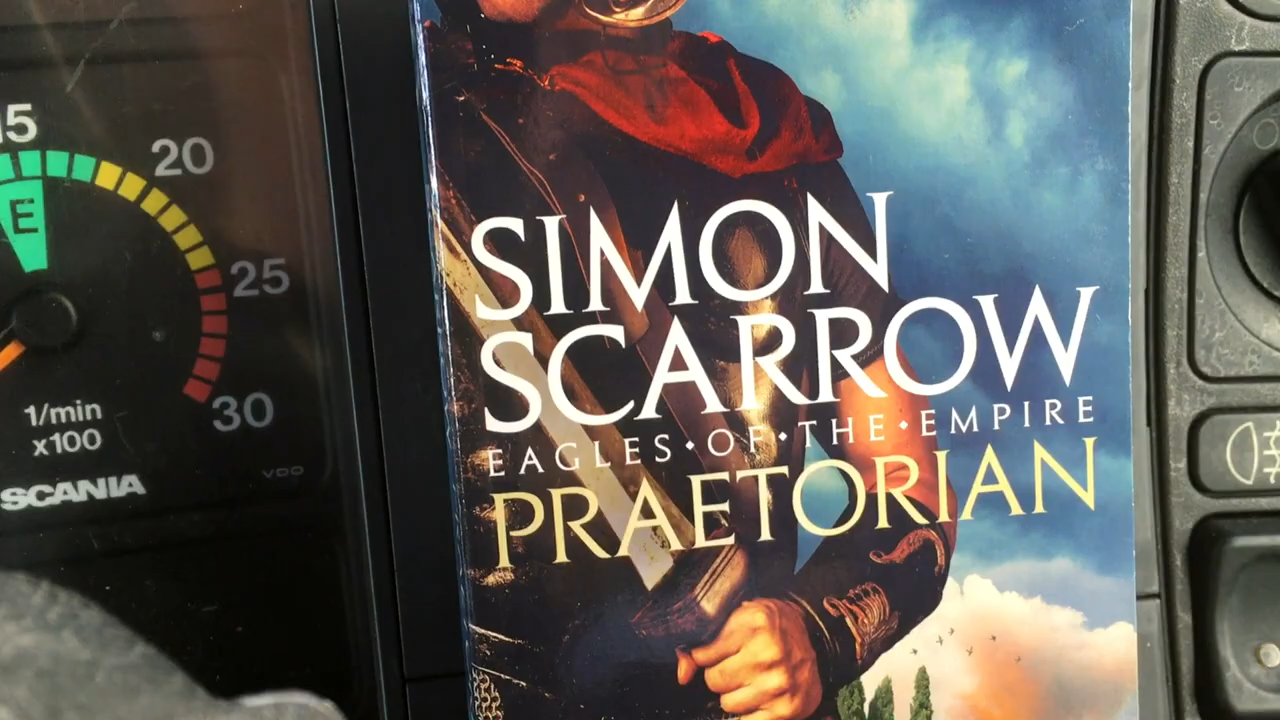 15
20
25
30
E
1/min
x100
SCANIA
VDO
SIMON
SCARROW
EAGLES•OF•THE•EMPIRE
PRAETORIAN